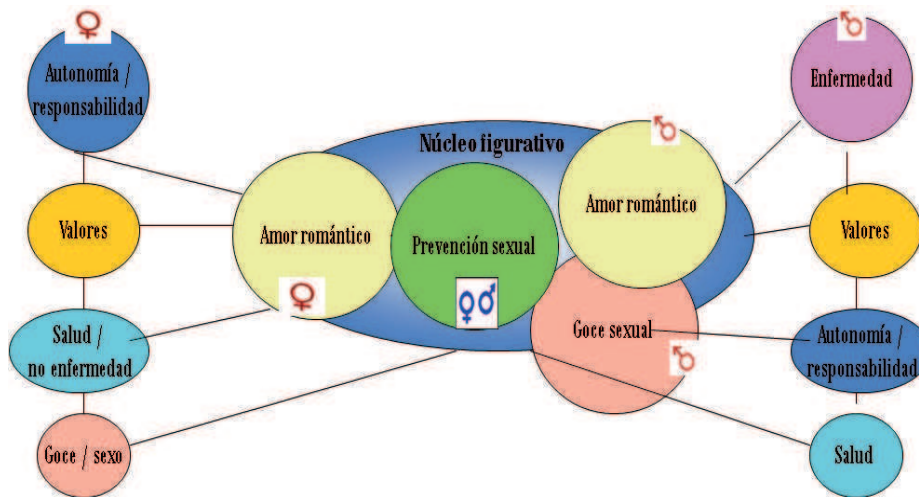 Autonomía /
responsabilidad
Valores
Salud /
no enfermedad
Goce / sexo
Núcleo figurativo
Amor romántico
Prevención sexual
Amor romántico
Goce sexual
Enfermedad
Valores
Autonomía /
responsabilidad
Salud